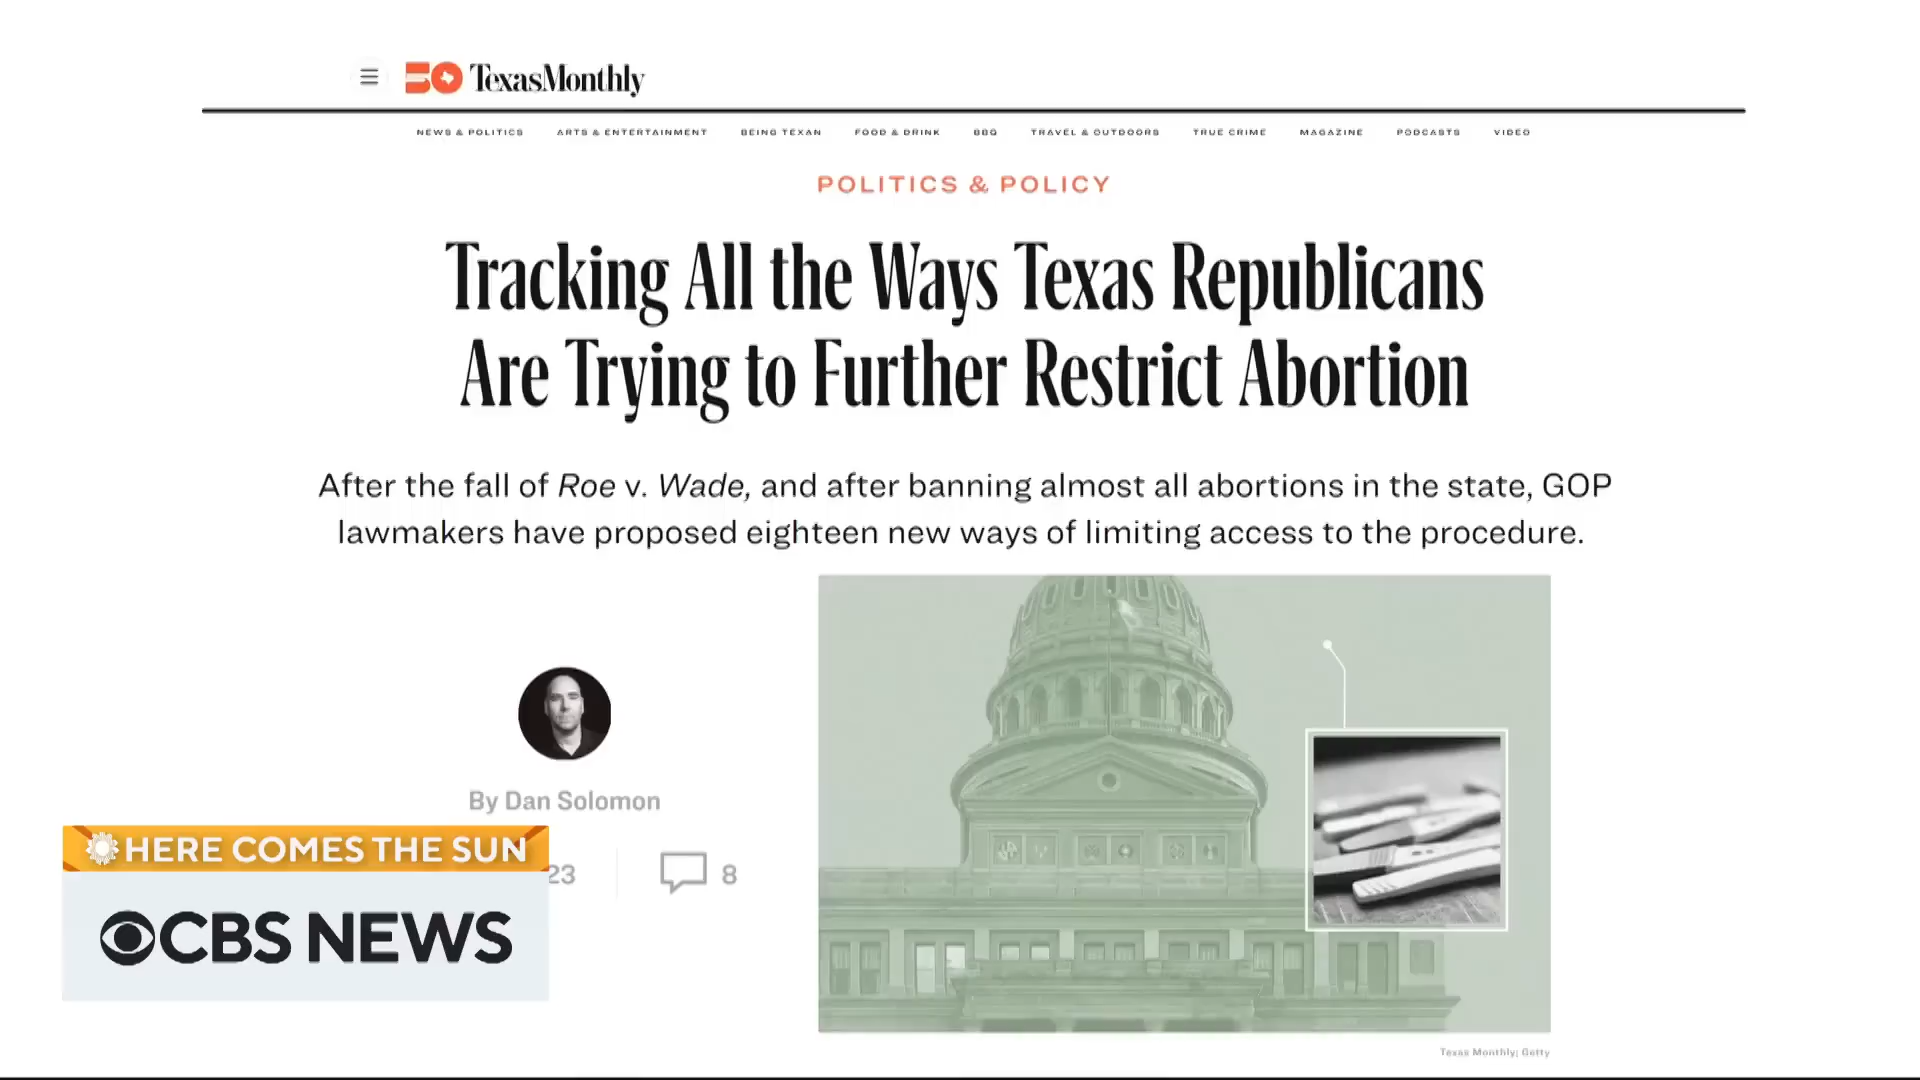 50 TexasMonthly
NEWS & POLITICS ARTS & ENTERTAINMENT BEING TEXAN FOOD & DRINK BBQ TRAVEL & OUTDOORS TRUE CRIME MAGAZINE PODCASTS VIDEO
POLITICS & POLICY
Tracking All the Ways Texas Republicans
Are Trying to Further Restrict Abortion
After the fall of Roe v. Wade, and after banning almost all abortions in the state, GOP
lawmakers have proposed eighteen new ways of limiting access to the procedure.
By Dan Solomon
23 8
HERE COMES THE SUN
CBS NEWS
Texas Monthly; Getty